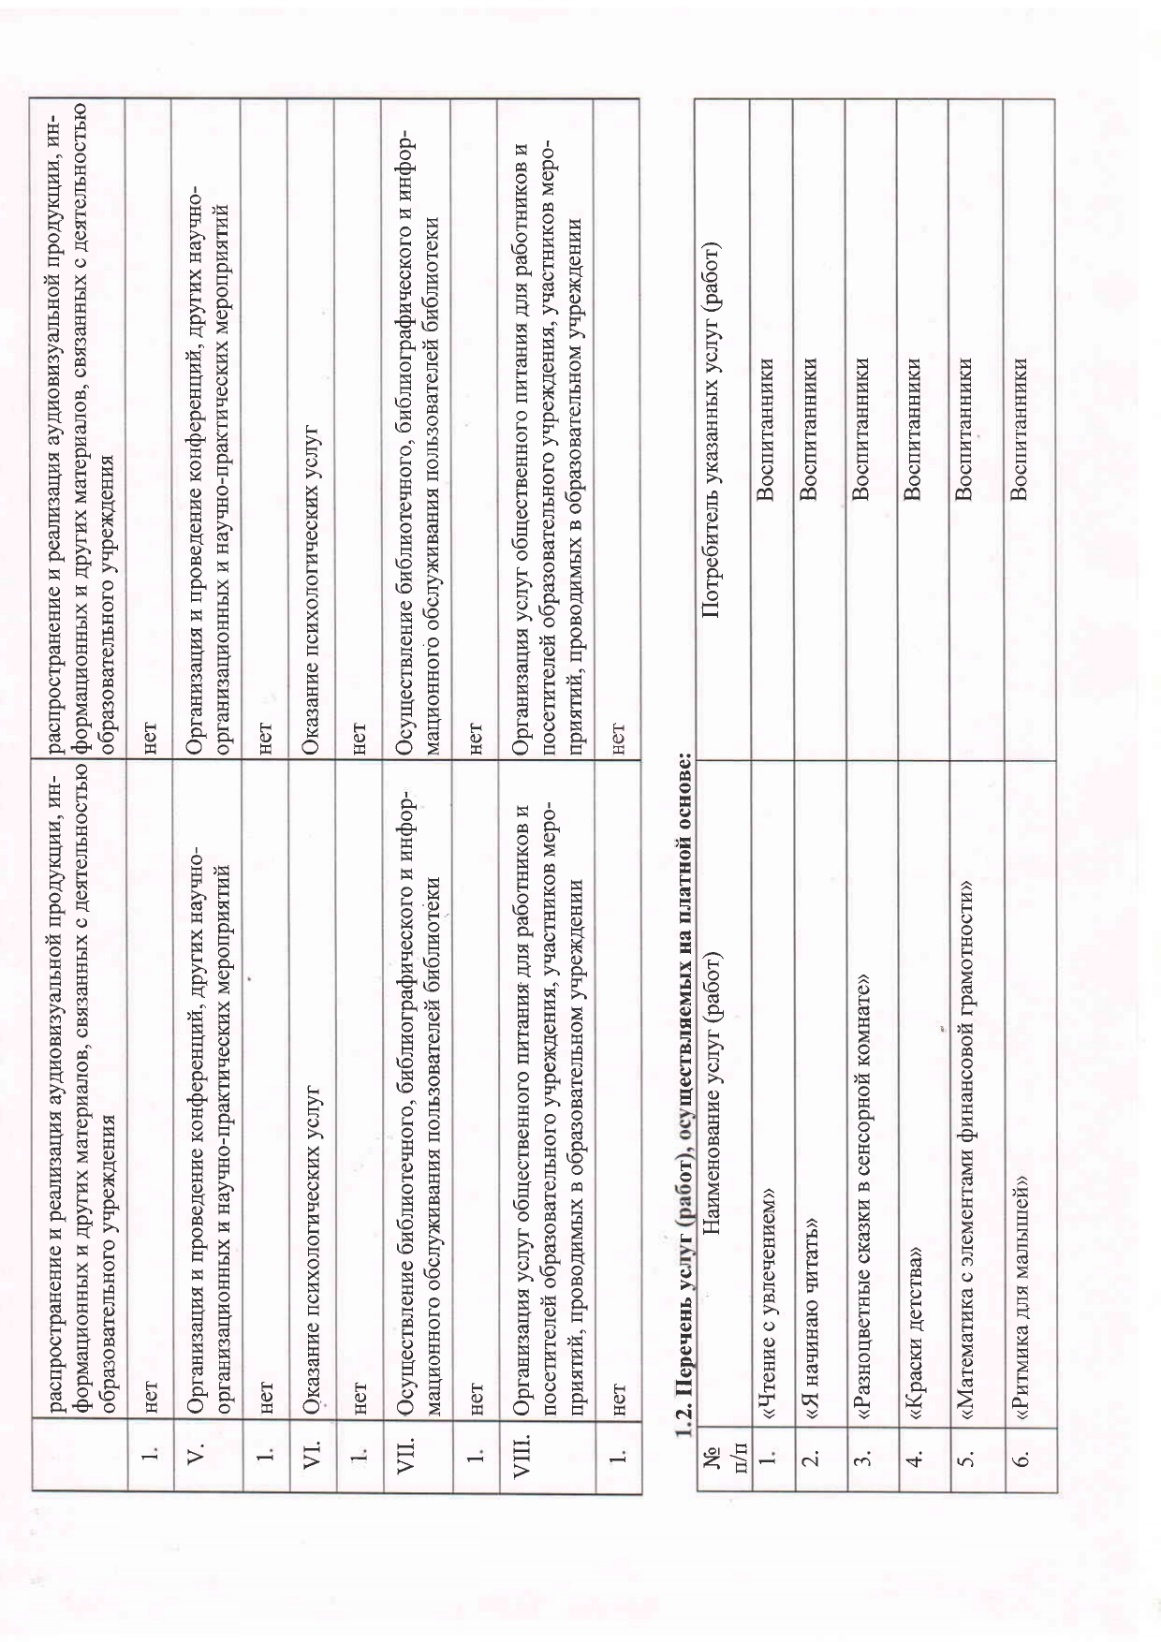 распространение и реализация аудиовизуальной продукции, ин-
формационных и других материалов, связанных с деятельностью
образовательного учреждения
распространение и реализация аудиовизуальной продукции, ин-
формационных и других материалов, связанных с деятельностью
образовательного учреждения
1.
нет
нет
V.
Организация и проведение конференций, других научно-
организационных и научно-практических мероприятий
Организация и проведение конференций, других научно-
организационных и научно-практических мероприятий
1.
нет
нет
VI.
Оказание психологических услуг
Оказание психологических услуг
1.
нет
нет
VII.
Осуществление библиотечного, библиографического и инфор-
мационного обслуживания пользователей библиотеки
Осуществление библиотечного, библиографического и инфор-
мационного обслуживания пользователей библиотеки
1.
нет
нет
VIII.
Организация услуг общественного питания для работников и
посетителей образовательного учреждения, участников меро-
приятий, проводимых в образовательном учреждении
Организация услуг общественного питания для работников и
посетителей образовательного учреждения, участников меро-
приятий, проводимых в образовательном учреждении
1.
нет
нет
1.2. Перечень услуг (работ), осуществляемых на платной основе:
№
п/п
Наименование услуг (работ)
Потребитель указанных услуг (работ)
1.
«Чтение с увлечением»
Воспитанники
2.
«Я начинаю читать»
Воспитанники
3.
«Разноцветные сказки в сенсорной комнате»
Воспитанники
4.
«Краски детства»
Воспитанники
5.
«Математика с элементами финансовой грамотности»
Воспитанники
6.
«Ритмика для малышей»
Воспитанники